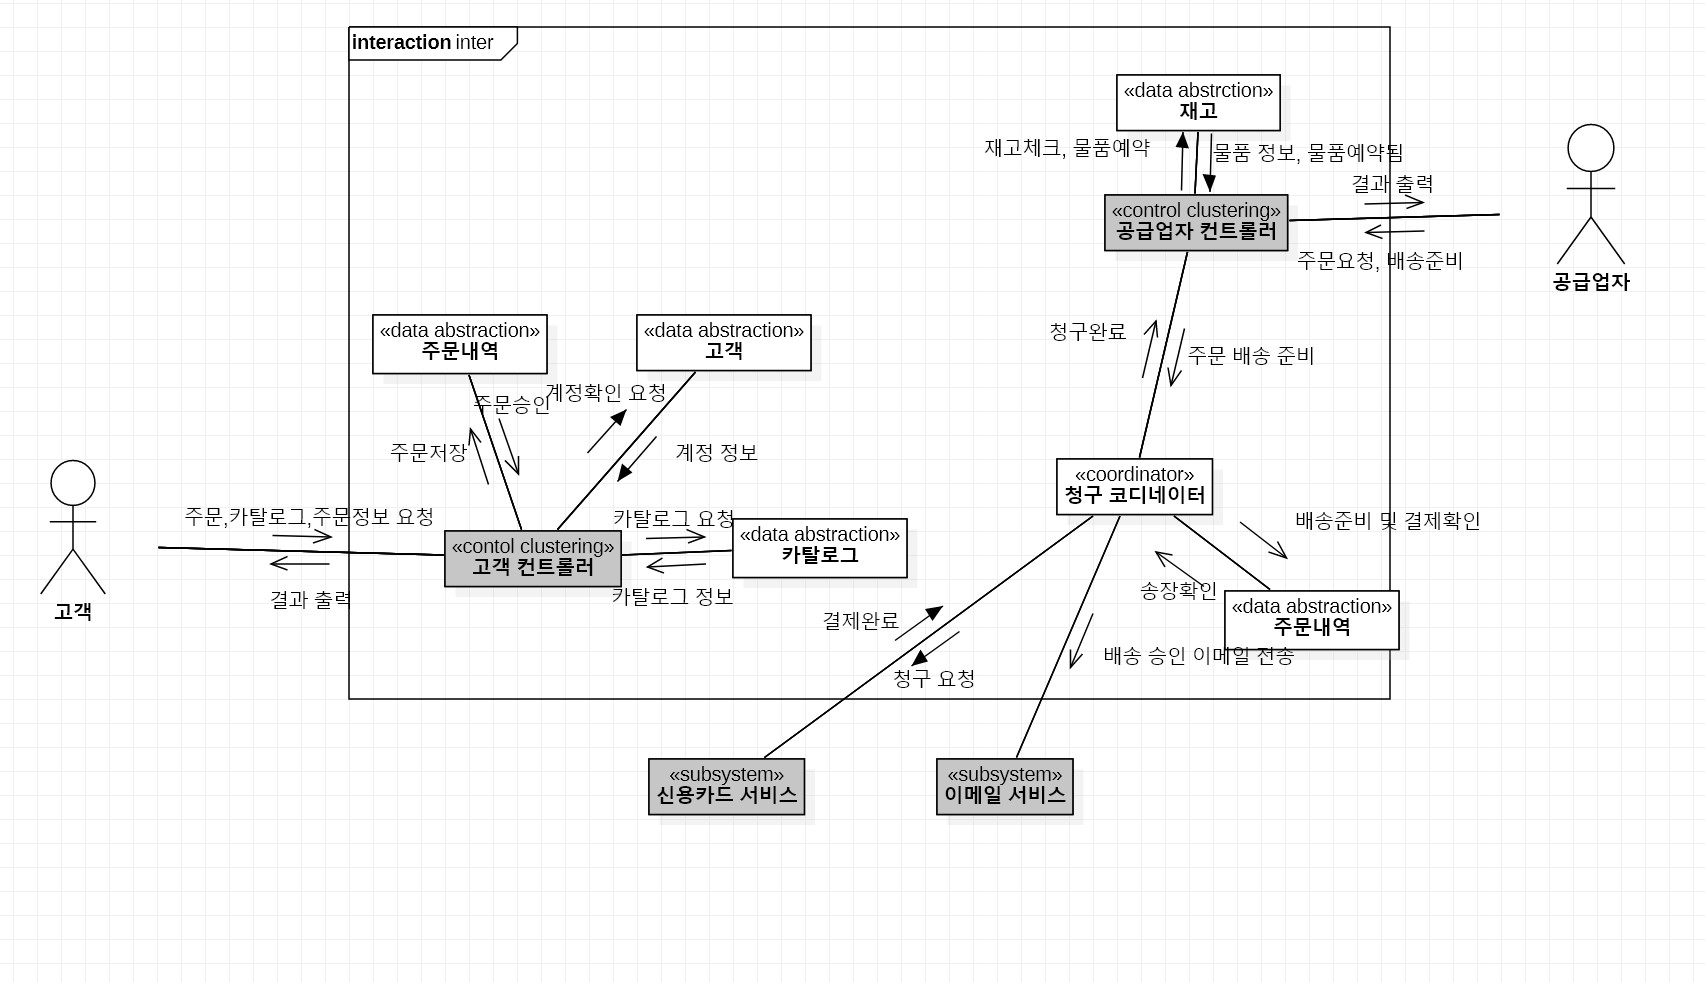 interaction inter
«data abstrction»
재고
재고체크, 물품예약
물품 정보, 물품예약됨
결과 출력
«control clustering»
공급업자 컨트롤러
주문요청, 배송준비
공급업자
청구완료
주문 배송 준비
«data abstraction»
주문내역
«data abstraction»
고객
계정확인 요청
주문승인
주문저장
계정 정보
«coordinator»
청구 코디네이터
주문,카탈로그,주문정보 요청
카탈로그 요청
«contol clustering»
고객 컨트롤러
«data abstraction»
카탈로그
배송준비 및 결제확인
결과 출력
고객
카탈로그 정보
송장확인
«data abstraction»
주문내역
결제완료
배송 승인 이메일 전송
청구 요청
«subsystem»
신용카드 서비스
«subsystem»
이메일 서비스